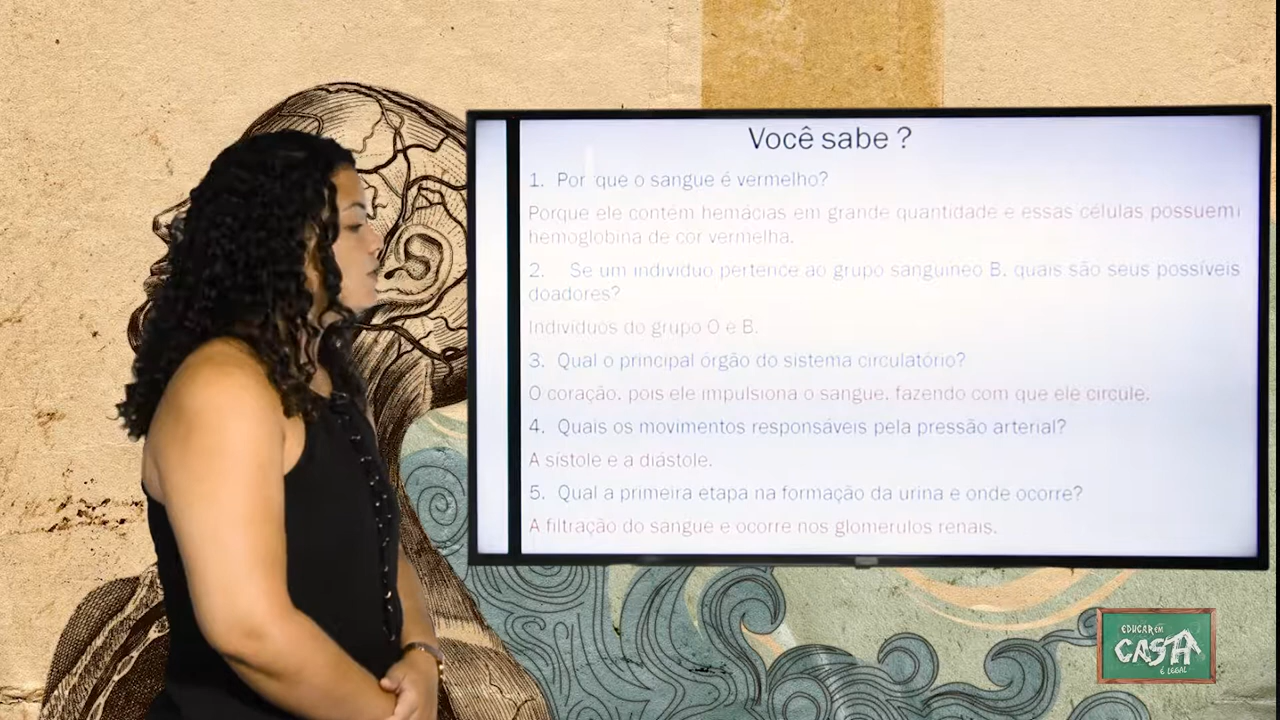 Você sabe ?
1. Por que o sangue é vermelho?
Porque ele contém hemácias em grande quantidade e essas células possuem
hemoglobina de cor vermelha.
2. Se um indivíduo pertence ao grupo sanguíneo B, quais são seus possíveis
doadores?
Indivíduos do grupo O e B.
3. Qual o principal órgão do sistema circulatório?
O coração, pois ele impulsiona o sangue, fazendo com que ele circule.
4. Quais os movimentos responsáveis pela pressão arterial?
A sístole e a diástole.
5. Qual a primeira etapa na formação da urina e onde ocorre?
A filtração do sangue e ocorre nos glomerulos renais.
EDUCAR EM
CASA
É LEGAL